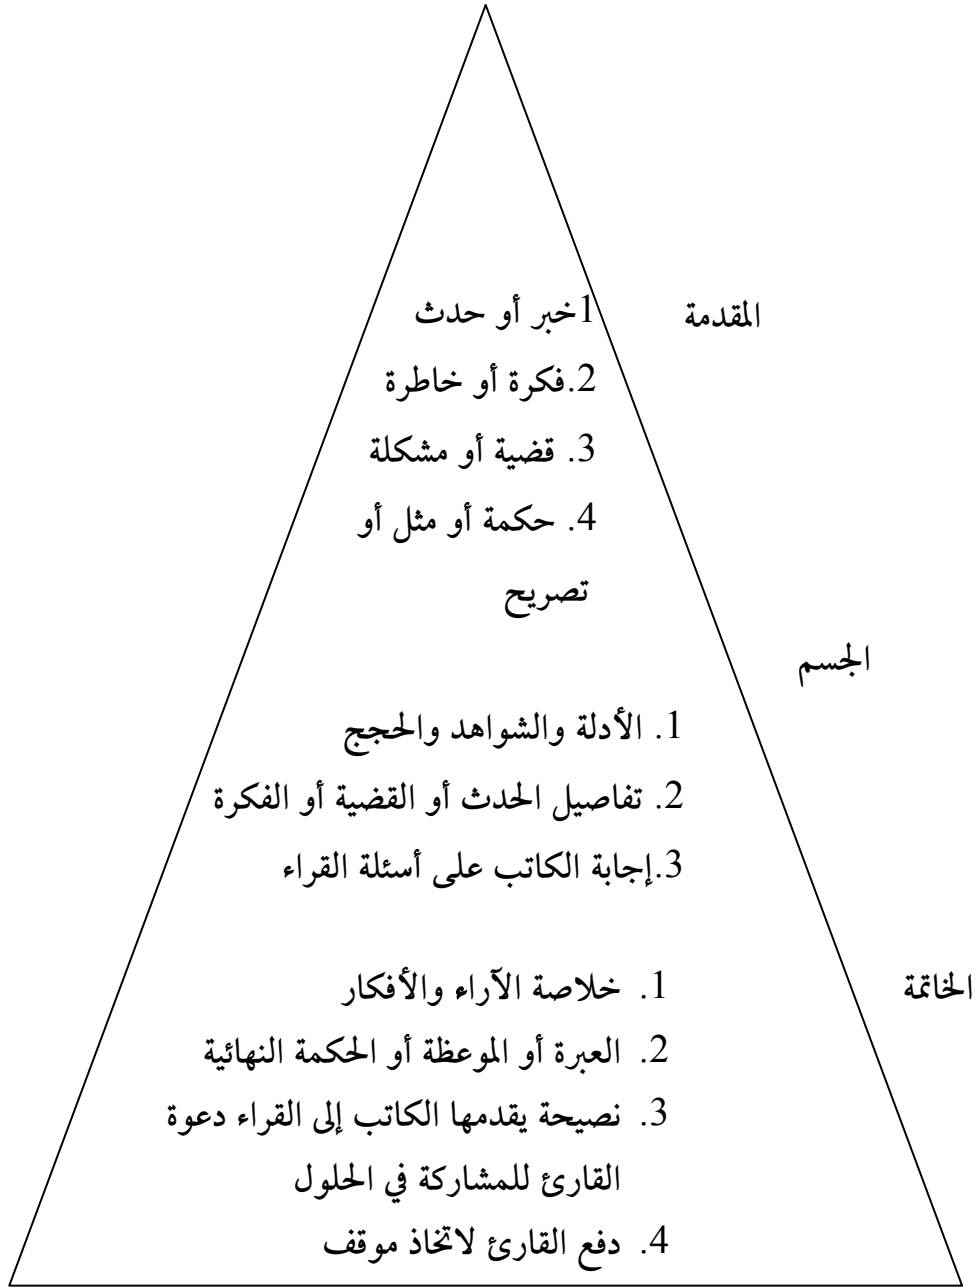 المقدمة
1خبر أو حدث
2.فكرة أو خاطرة
3. قضية أو مشكلة
4. حكمة أو مثل أو
تصريح
الجسم
1. الأدلة والشواهد والحجج
2. تفاصيل الحدث أو القضية أو الفكرة
3.إجابة الكاتب على أسئلة القراء
الخاتمة
1. خلاصة الآراء والأفكار
2. العبرة أو الموعظة أو الحكمة النهائية
3. نصيحة يقدمها الكاتب إلى القراء دعوة
القارئ للمشاركة في الحلول
4. دفع القارئ لاتخاذ موقف